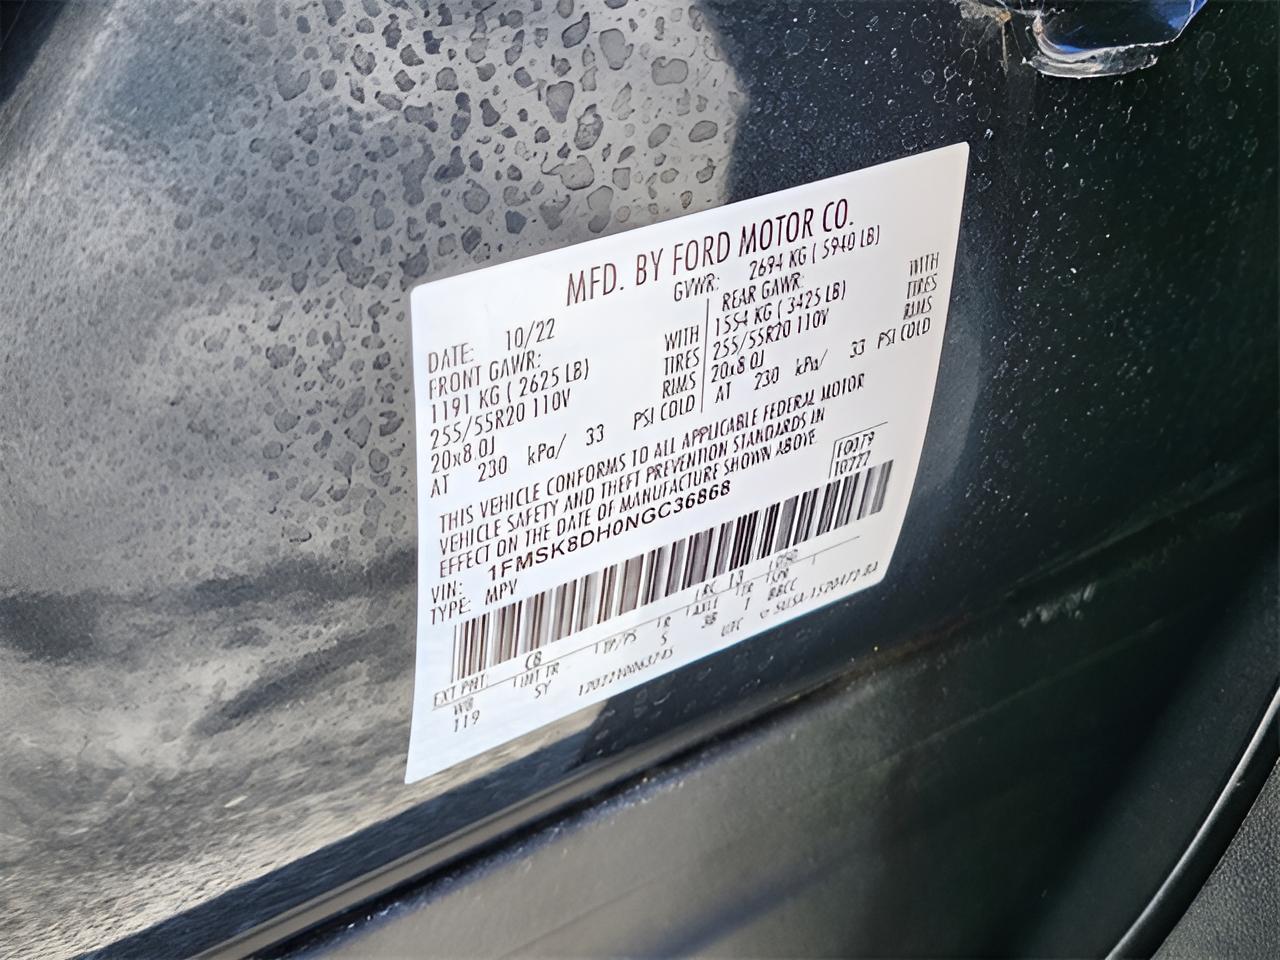 MFD. BY FORD MOTOR CO.
DATE: 10/22 GVWR: 2694 KG ( 5940 LB)
FRONT GAWR: REAR GAWR:
1191 KG ( 2625 LB) WITH 1554 KG ( 3425 LB) WITH
255/55R20 110V TIRES 255/55R20 110V TIRES
20x8.0J RIMS 20x8.0J RIMS
AT 230 kPa/ 33 PSI COLD AT 230 kPa/ 33 PSI COLD
THIS VEHICLE CONFORMS TO ALL APPLICABLE FEDERAL MOTOR
VEHICLE SAFETY AND THEFT PREVENTION STANDARDS IN
EFFECT ON THE DATE OF MANUFACTURE SHOWN ABOVE.
VIN: 1FMSK8DH0NGC36868
TYPE: MPV
EXT PNT: C8
INT TR
119 5Y